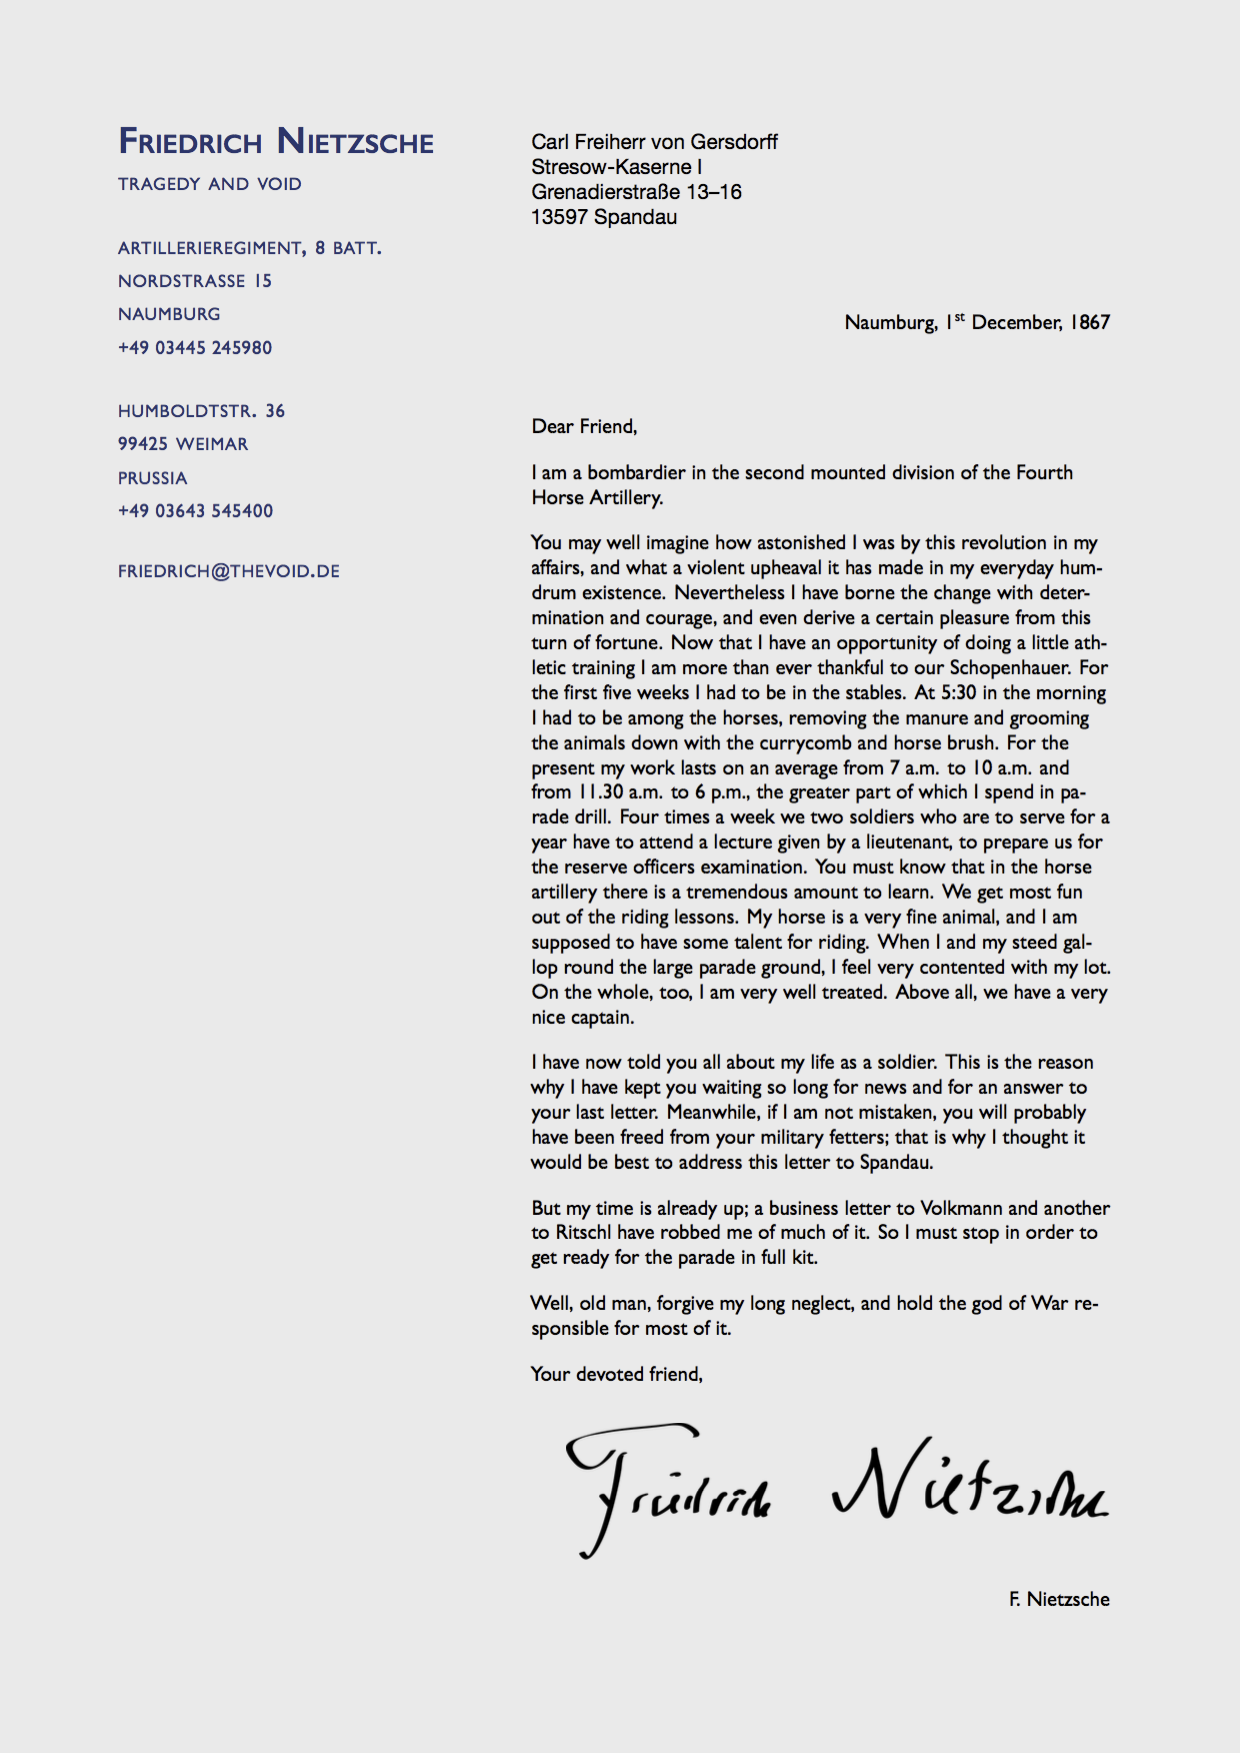 Friedrich Nietzsche
tragedy and void
artillerieregiment, 8 batt.
nordstrasse 15
naumburg
+49 03445 245980
humboldtstr. 36
99425 weimar
prussia
+49 03643 545400
friedrich@thevoid.de
Carl Freiherr von Gersdorff
Stresow-Kaserne I
Grenadierstraße 13–16
13597 Spandau
Naumburg, 1st December, 1867
Dear Friend,
I am a bombardier in the second mounted division of the Fourth
Horse Artillery.
You may well imagine how astonished I was by this revolution in my
affairs, and what a violent upheaval it has made in my everyday hum-
drum existence. Nevertheless I have borne the change with deter-
mination and courage, and even derive a certain pleasure from this
turn of fortune. Now that I have an opportunity of doing a little ath-
letic training I am more than ever thankful to our Schopenhauer. For
the first five weeks I had to be in the stables. At 5:30 in the morning
I had to be among the horses, removing the manure and grooming
the animals down with the currycomb and horse brush. For the
present my work lasts on an average from 7 a.m. to 10 a.m. and
from 11.30 a.m. to 6 p.m., the greater part of which I spend in pa-
rade drill. Four times a week we two soldiers who are to serve for a
year have to attend a lecture given by a lieutenant, to prepare us for
the reserve officers examination. You must know that in the horse
artillery there is a tremendous amount to learn. We get most fun
out of the riding lessons. My horse is a very fine animal, and I am
supposed to have some talent for riding. When I and my steed gal-
lop round the large parade ground, I feel very contented with my lot.
On the whole, too, I am very well treated. Above all, we have a very
nice captain.
I have now told you all about my life as a soldier. This is the reason
why I have kept you waiting so long for news and for an answer to
your last letter. Meanwhile, if I am not mistaken, you will probably
have been freed from your military fetters; that is why I thought it
would be best to address this letter to Spandau.
But my time is already up; a business letter to Volkmann and another
to Ritschl have robbed me of much of it. So I must stop in order to
get ready for the parade in full kit.
Well, old man, forgive my long neglect, and hold the god of War re-
sponsible for most of it.
Your devoted friend,
Friedrich Nietzsche
F. Nietzsche